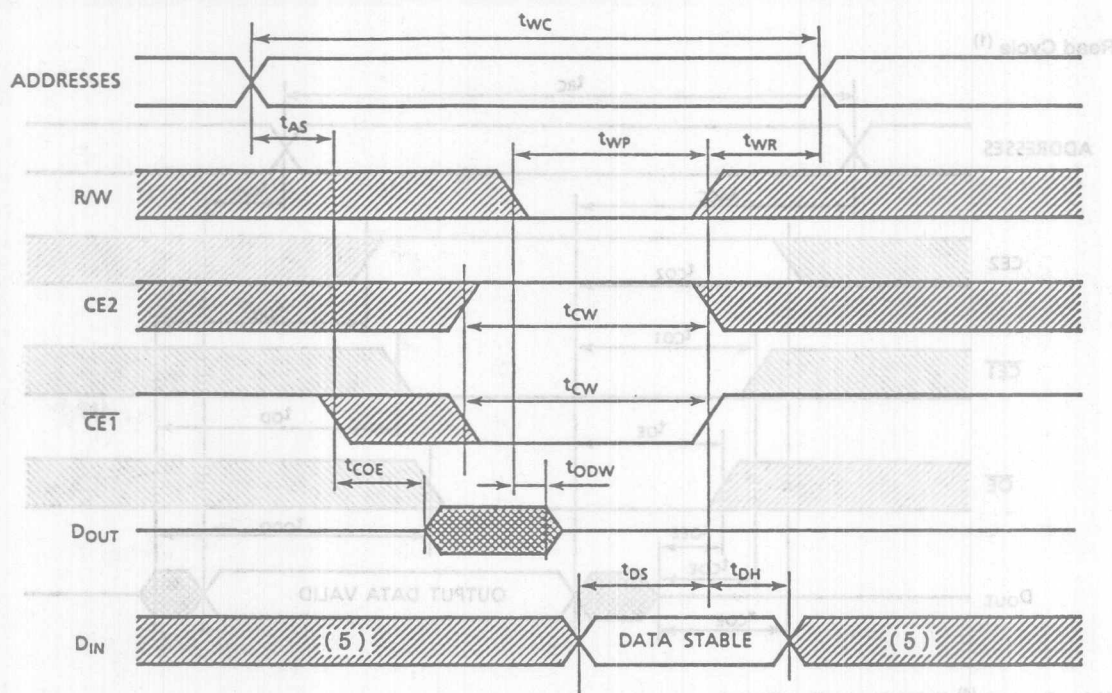 tWC
ADDRESSES
tAS
tWP
tWR
R/W
CE2
tCW
tCW
CE1
tCOE
tODW
DOUT
tDS
tDH
DIN
(5)
DATA STABLE
(5)